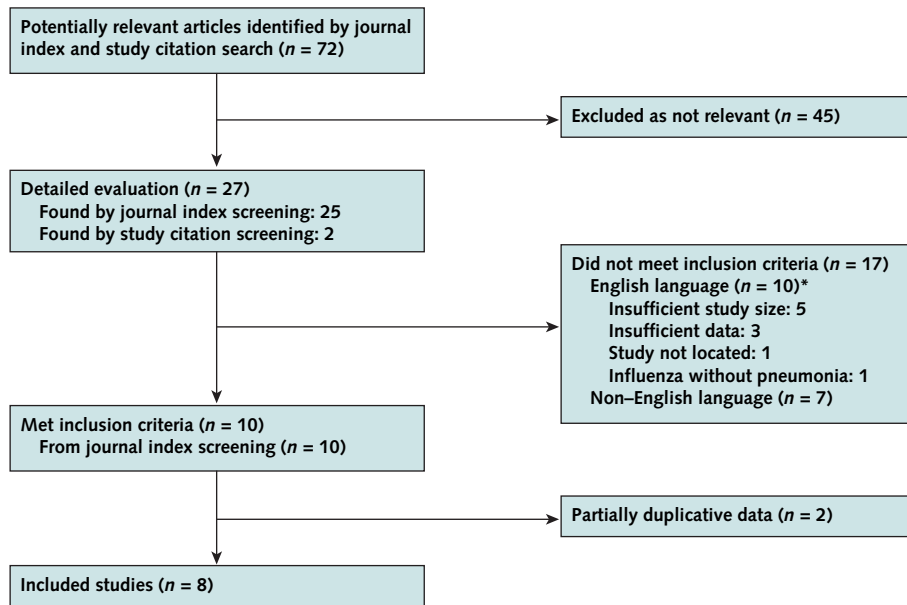 Potentially relevant articles identified by journal
index and study citation search (n = 72)
Excluded as not relevant (n = 45)
Detailed evaluation (n = 27)
Found by journal index screening: 25
Found by study citation screening: 2
Did not meet inclusion criteria (n = 17)
English language (n = 10)*
Insufficient study size: 5
Insufficient data: 3
Study not located: 1
Influenza without pneumonia: 1
Non–English language (n = 7)
Met inclusion criteria (n = 10)
From journal index screening (n = 10)
Partially duplicative data (n = 2)
Included studies (n = 8)